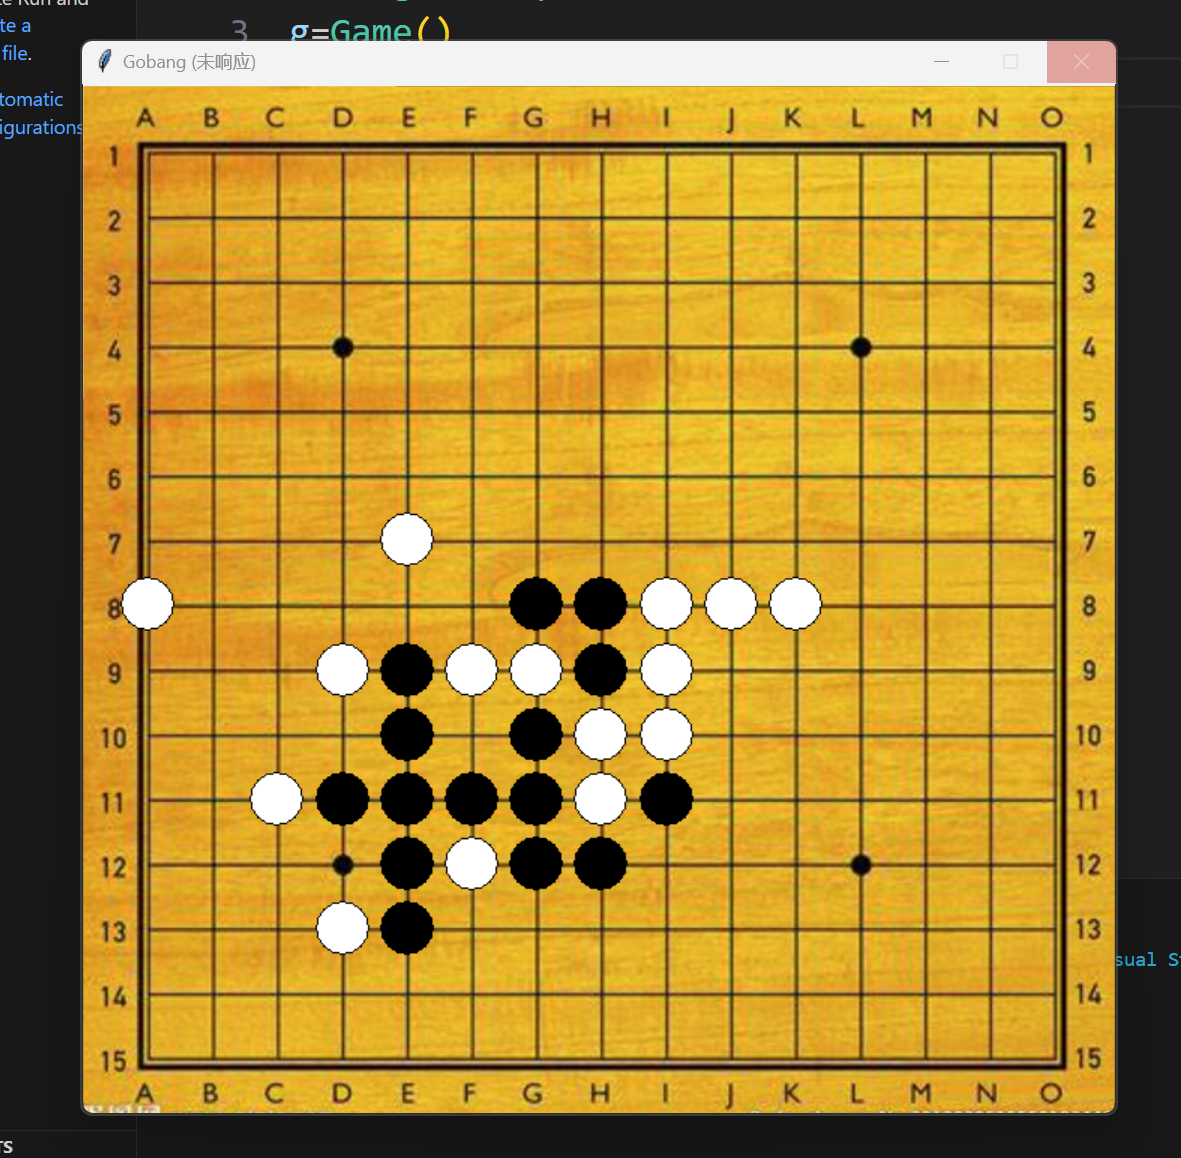 te Run and
te a
file.
tomatic
igurations
3 g=Game()
Gobang (未响应)
A B C D E F G H I J K L M N O
1 1
2 2
3 3
4 4
5 5
6 6
7 7
8 8
9 9
10 10
11 11
12 12
13 13
14 14
15 15
A B C D E F G H I J K L M N O
sual S
TS